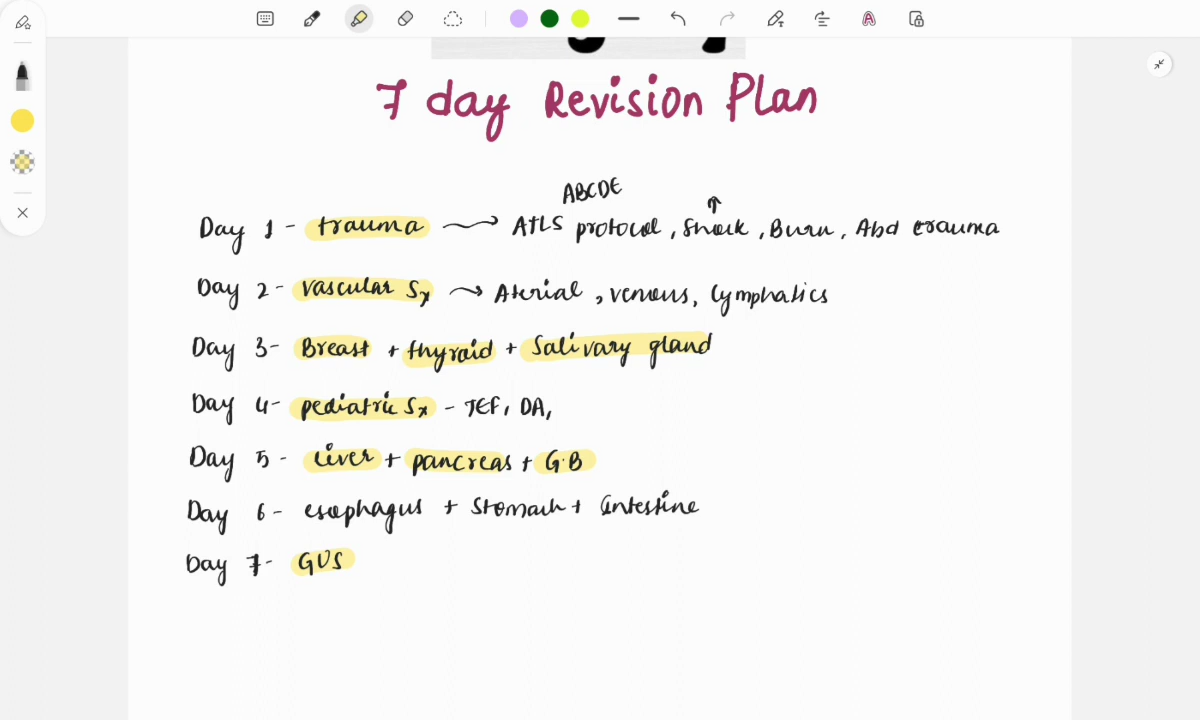 7 day Revision Plan
ABCDE
Day 1 - trauma → ATLS protocol, Shock, Burn, Abd trauma
Day 2 - vascular Sx → Aterial, venous, lymphatics
Day 3 - Breast + thyroid + Salivary gland
Day 4 - pediatric Sx - TEF, DA,
Day 5 - Liver + pancreas + G.B
Day 6 - esophagus + Stomach + intestine
Day 7 - GUS